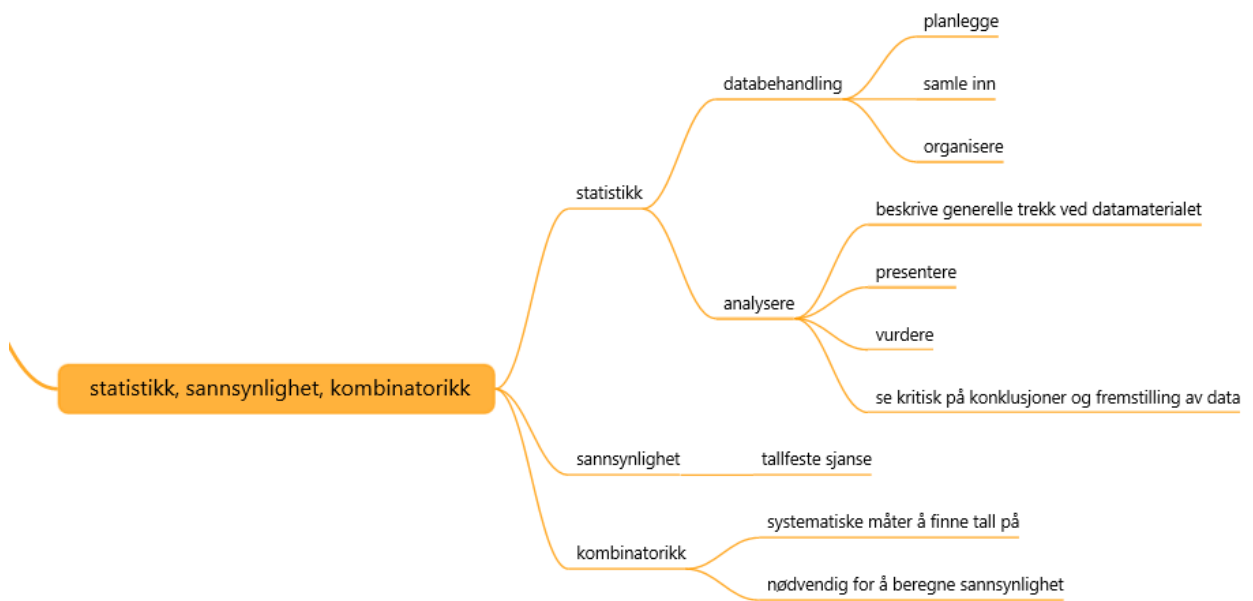 planlegge
databehandling
samle inn
organisere
statistikk
beskrive generelle trekk ved datamaterialet
presentere
analysere
vurdere
statistikk, sannsynlighet, kombinatorikk
se kritisk på konklusjoner og fremstilling av data
sannsynlighet
tallfeste sjanse
systematiske måter å finne tall på
kombinatorikk
nødvendig for å beregne sannsynlighet